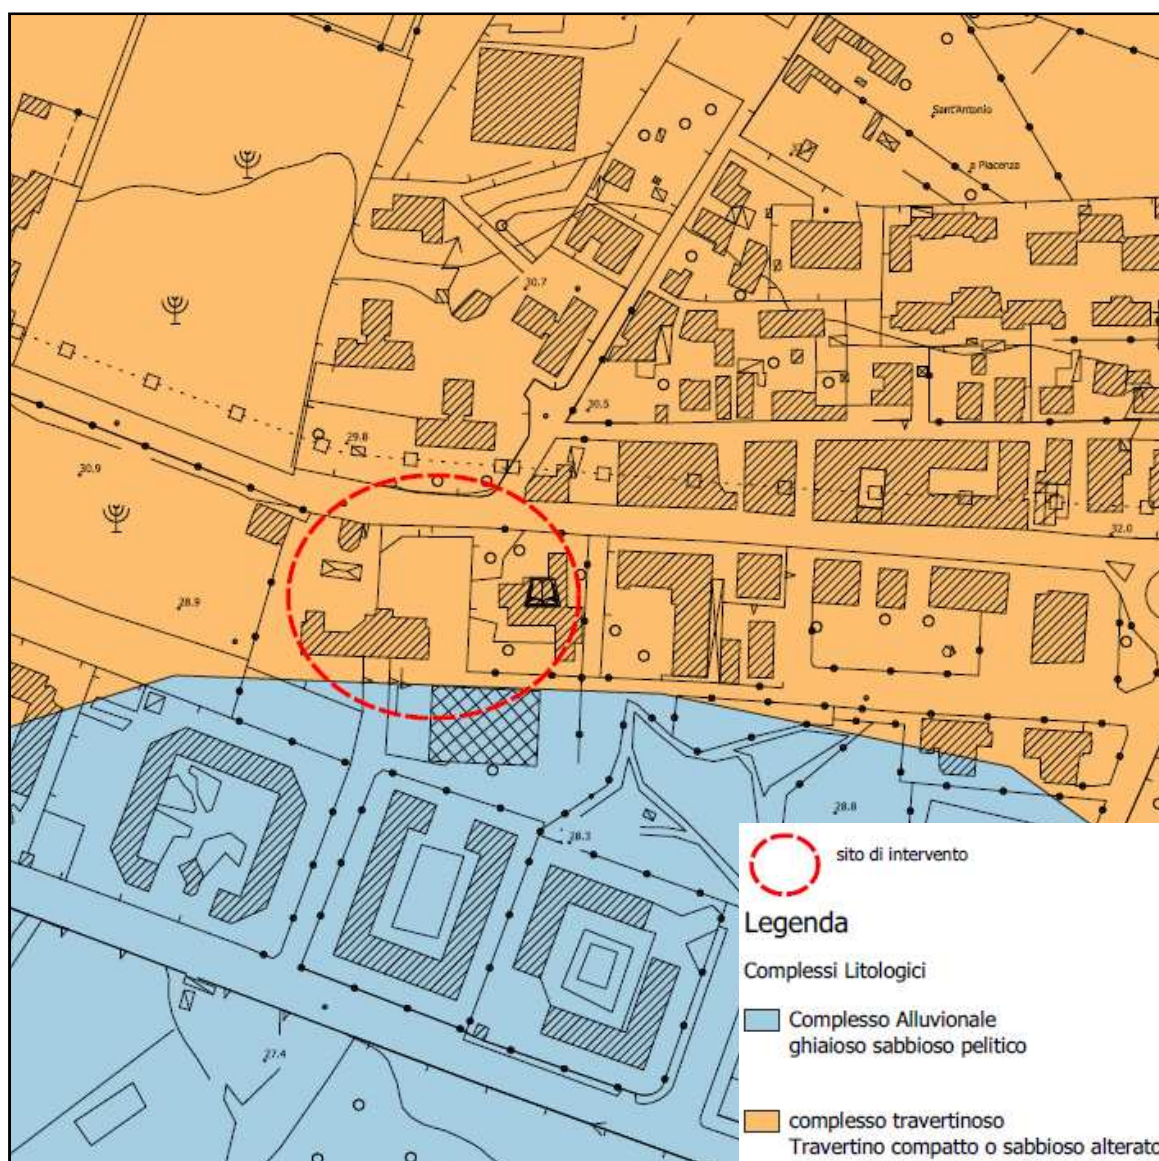 Sant'Antonio
a Piacenza
30.7
30.5
29.8
30.9
32.0
28.9
28.8
28.3
27.4
sito di intervento
Legenda
Complessi Litologici
Complesso Alluvionale
ghiaioso sabbioso pelitico
complesso travertinoso
Travertino compatto o sabbioso alterato